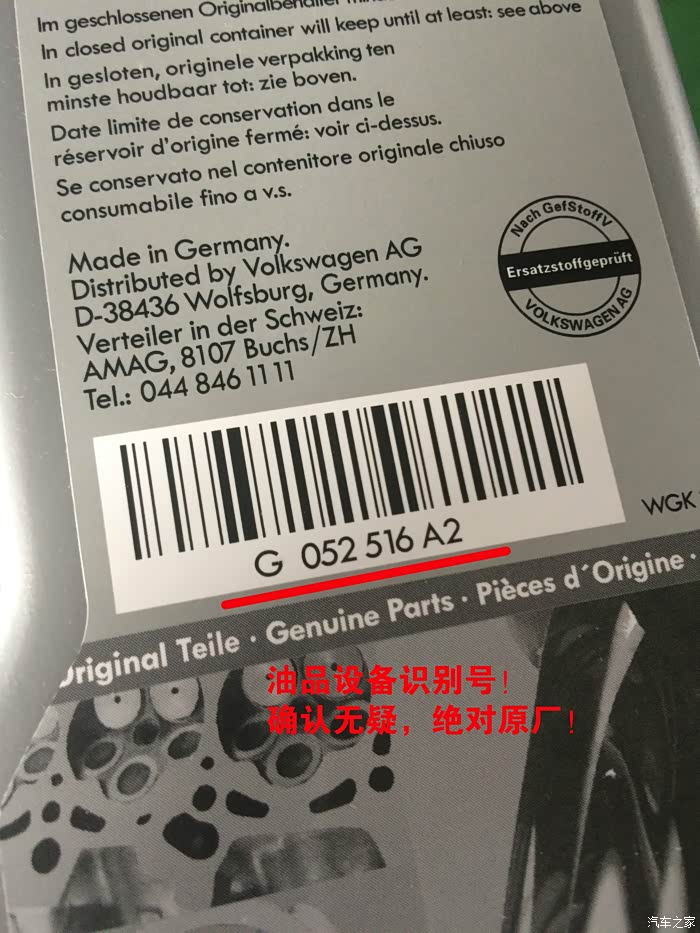 Im geschlossenen Originalbehälter
In closed original container will keep until at least: see above
In gesloten, originele verpakking ten
minste houdbaar tot: zie boven.
Date limite de conservation dans le
réservoir d'origine fermé: voir ci-dessus.
Se conservato nel contenitore originale chiuso
consumabile fino a v.s.
Made in Germany.
Distributed by Volkswagen AG
D-38436 Wolfsburg, Germany.
Verteiler in der Schweiz:
AMAG, 8107 Buchs/ZH
Tel.: 044 846 11 11
Nach GefStoffV
Ersatzstoffgeprüft
VOLKSWAGEN AG
WGK
G 052 516 A2
Original Teile · Genuine Parts · Pièces d´Origine ·
油品设备识别号!
确认无疑，绝对原厂!
汽车之家